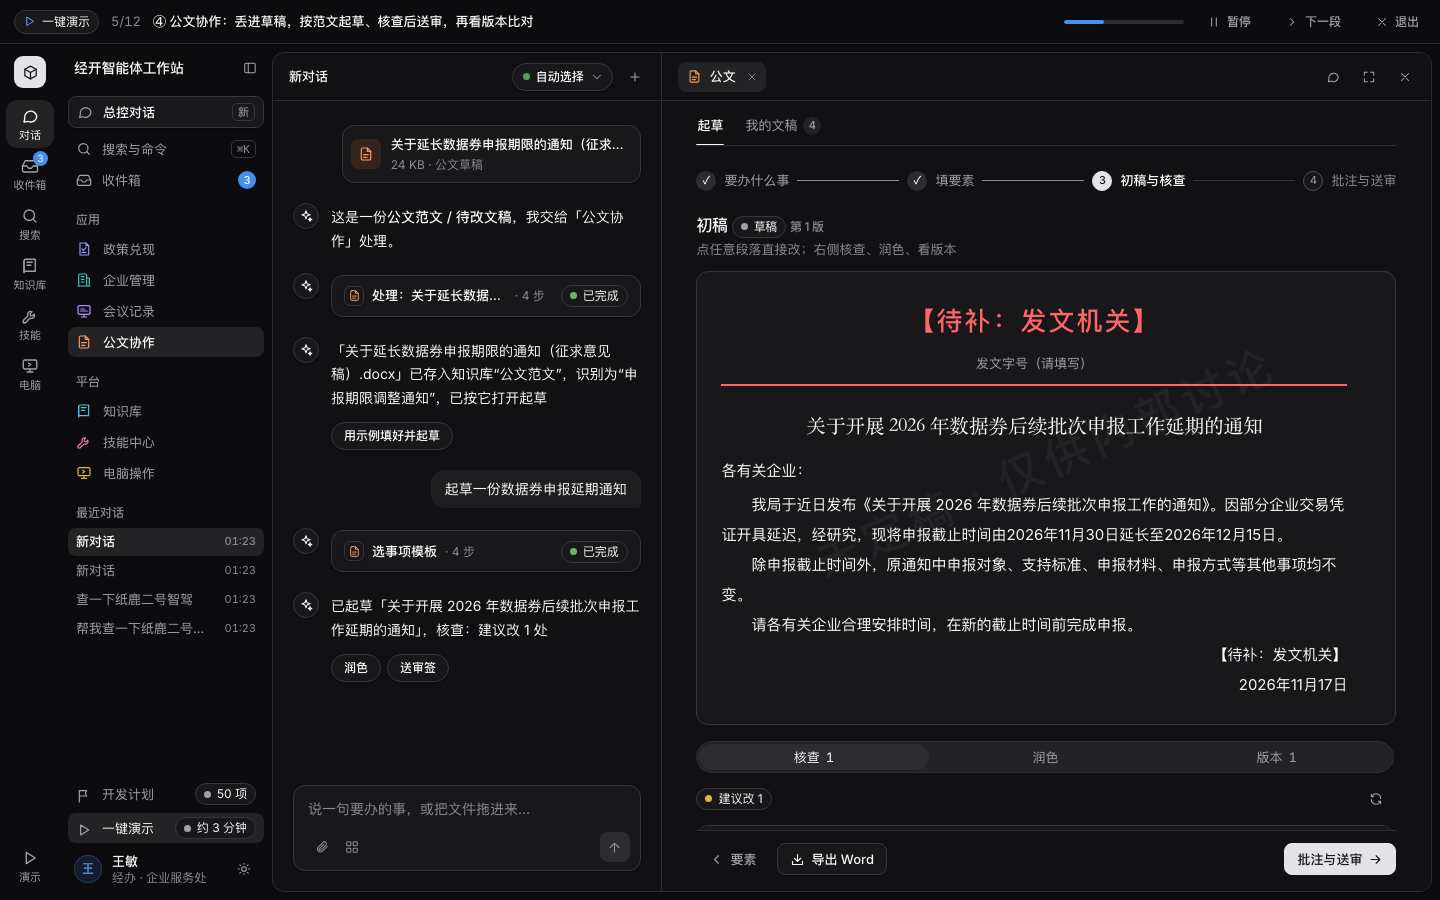 一键演示
5/12
④ 公文协作：丢进草稿，按范文起草、核查后送审，再看版本比对
暂停
下一段
退出
对话
3
收件箱
搜索
知识库
技能
电脑
演示
经开智能体工作站
总控对话
新
搜索与命令
⌘K
收件箱
3
应用
政策兑现
企业管理
会议记录
公文协作
平台
知识库
技能中心
电脑操作
最近对话
新对话 01:23
新对话 01:23
查一下纸鹿二号智驾 01:23
帮我查一下纸鹿二号... 01:23
开发计划
50 项
一键演示
约 3 分钟
王
王敏
经办 · 企业服务处
新对话
自动选择
关于延长数据券申报期限的通知（征求...
24 KB · 公文草稿
这是一份公文范文 / 待改文稿，我交给「公文协
作」处理。
处理：关于延长数据... · 4 步
已完成
「关于延长数据券申报期限的通知（征求意见
稿）.docx」已存入知识库“公文范文”，识别为“申
报期限调整通知”，已按它打开起草
用示例填好并起草
起草一份数据券申报延期通知
选事项模板 · 4 步
已完成
已起草「关于开展 2026 年数据券后续批次申报工
作延期的通知」，核查：建议改 1 处
润色
送审签
说一句要办的事，或把文件拖进来...
公文
起草
我的文稿 4
要办什么事
填要素
3 初稿与核查
4 批注与送审
初稿
草稿
第 1 版
点任意段落直接改；右侧核查、润色、看版本
【待补：发文机关】
发文字号（请填写）
关于开展 2026 年数据券后续批次申报工作延期的通知
各有关企业：
我局于近日发布《关于开展 2026 年数据券后续批次申报工作的通知》。因部分企业交易凭
证开具延迟，经研究，现将申报截止时间由2026年11月30日延长至2026年12月15日。
除申报截止时间外，原通知中申报对象、支持标准、申报材料、申报方式等其他事项均不
变。
请各有关企业合理安排时间，在新的截止时间前完成申报。
【待补：发文机关】
2026年11月17日
核查 1
润色
版本 1
建议改 1
要素
导出 Word
批注与送审